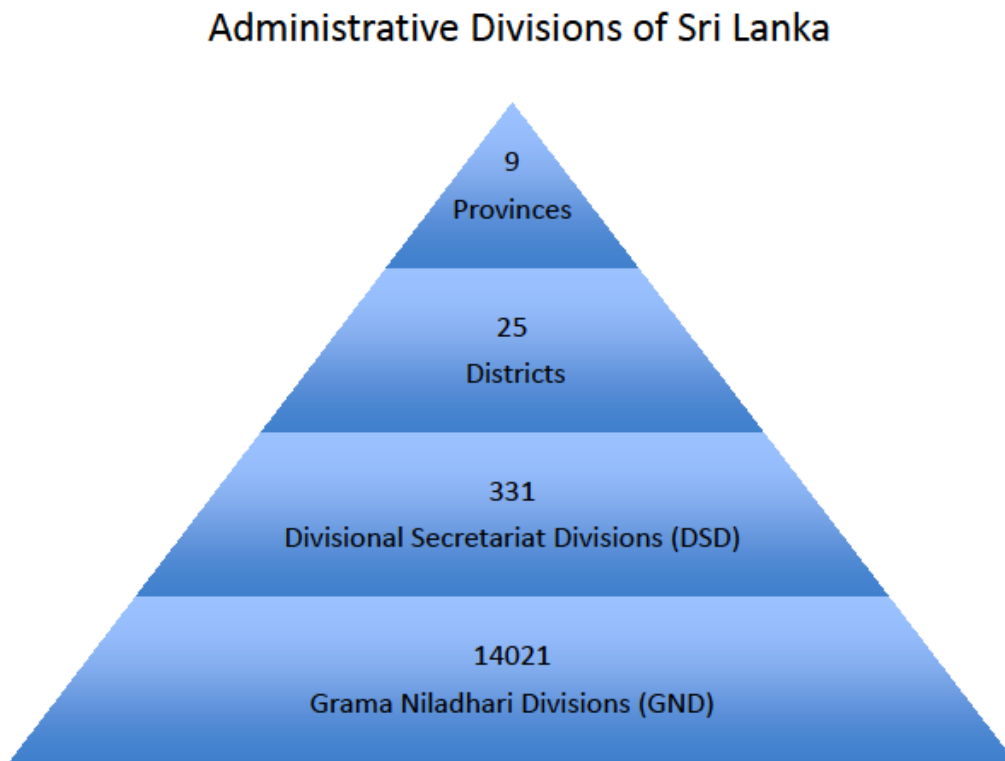 Administrative Divisions of Sri Lanka
9
Provinces
25
Districts
331
Divisional Secretariat Divisions (DSD)
14021
Grama Niladhari Divisions (GND)